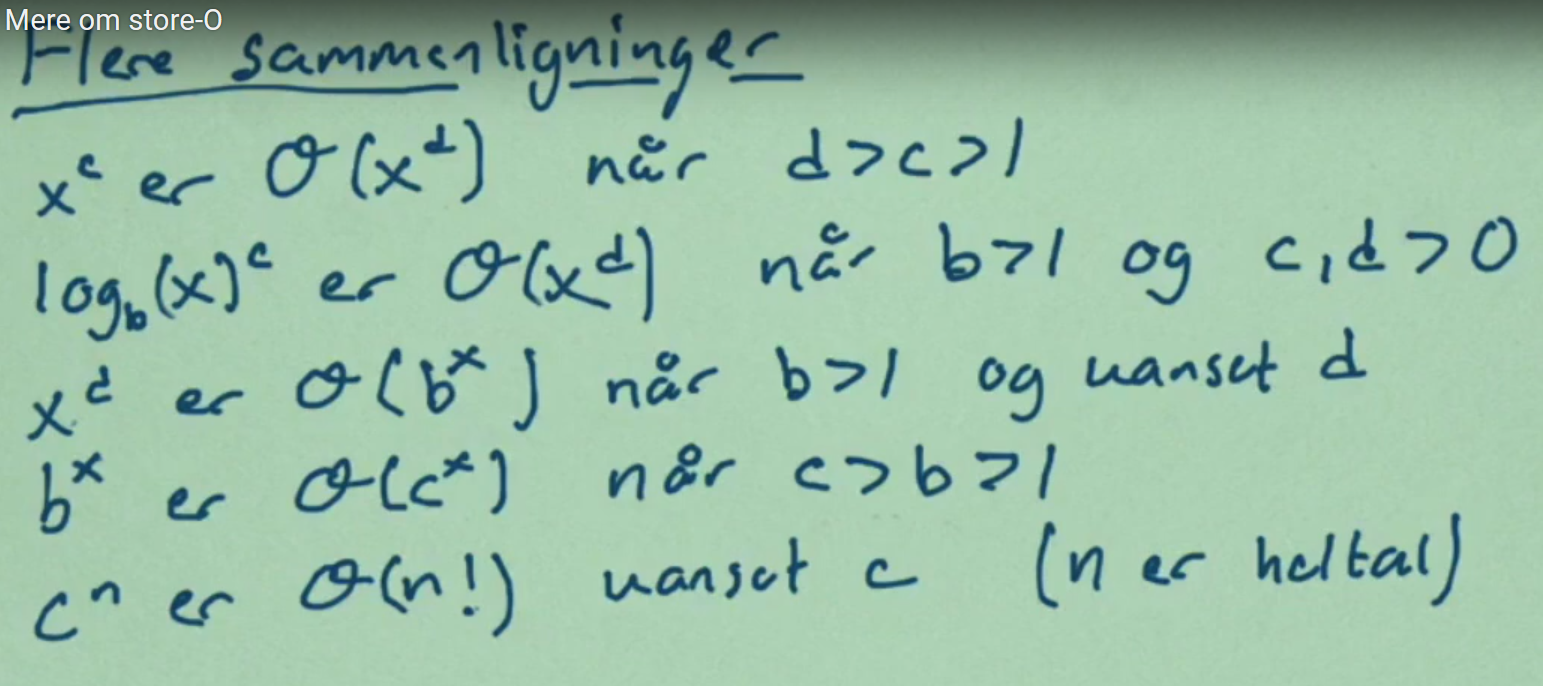 Mere om store-O
Flere sammenligninger
x^c er O(x^d) når d > c > 1
log_b(x)^c er O(x^d) når b > 1 og c, d > 0
x^d er O(b^x) når b > 1 og uanset d
b^x er O(c^x) når c > b > 1
c^n er O(n!) uanset c (n er heltal)